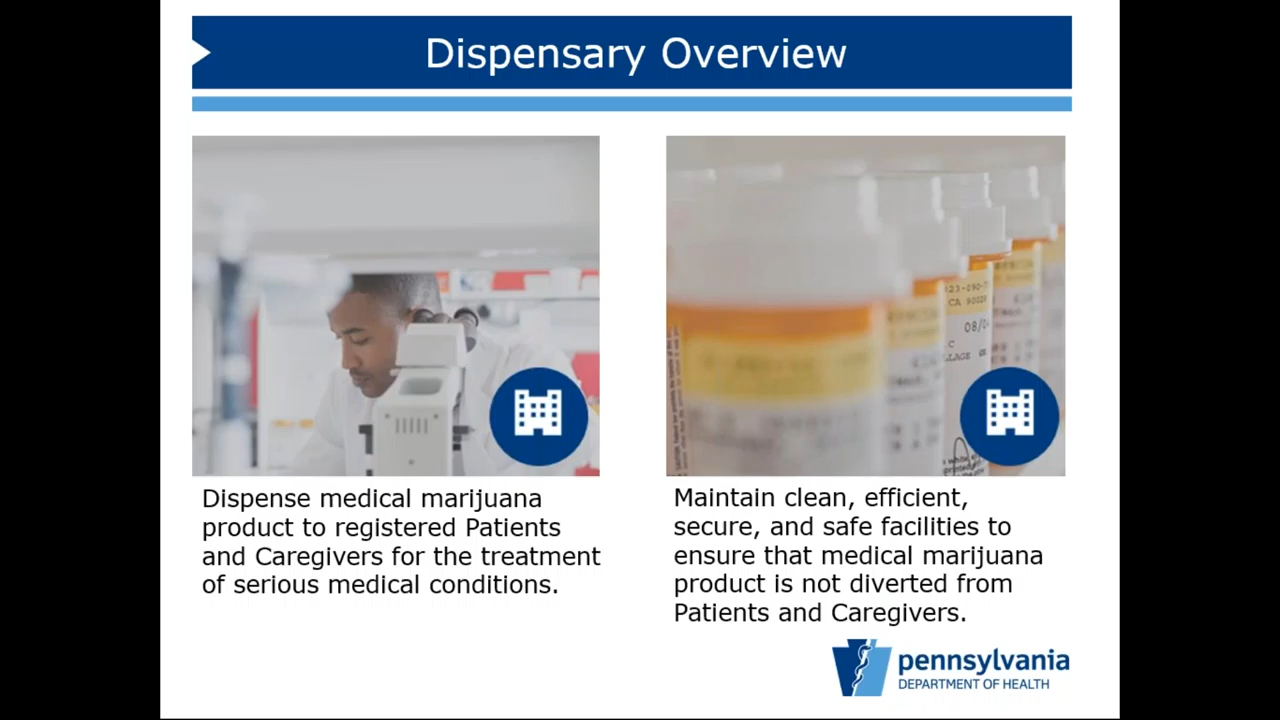 Dispensary Overview
Dispense medical marijuana
product to registered Patients
and Caregivers for the treatment
of serious medical conditions.
Maintain clean, efficient,
secure, and safe facilities to
ensure that medical marijuana
product is not diverted from
Patients and Caregivers.
08/0
pennsylvania
DEPARTMENT OF HEALTH